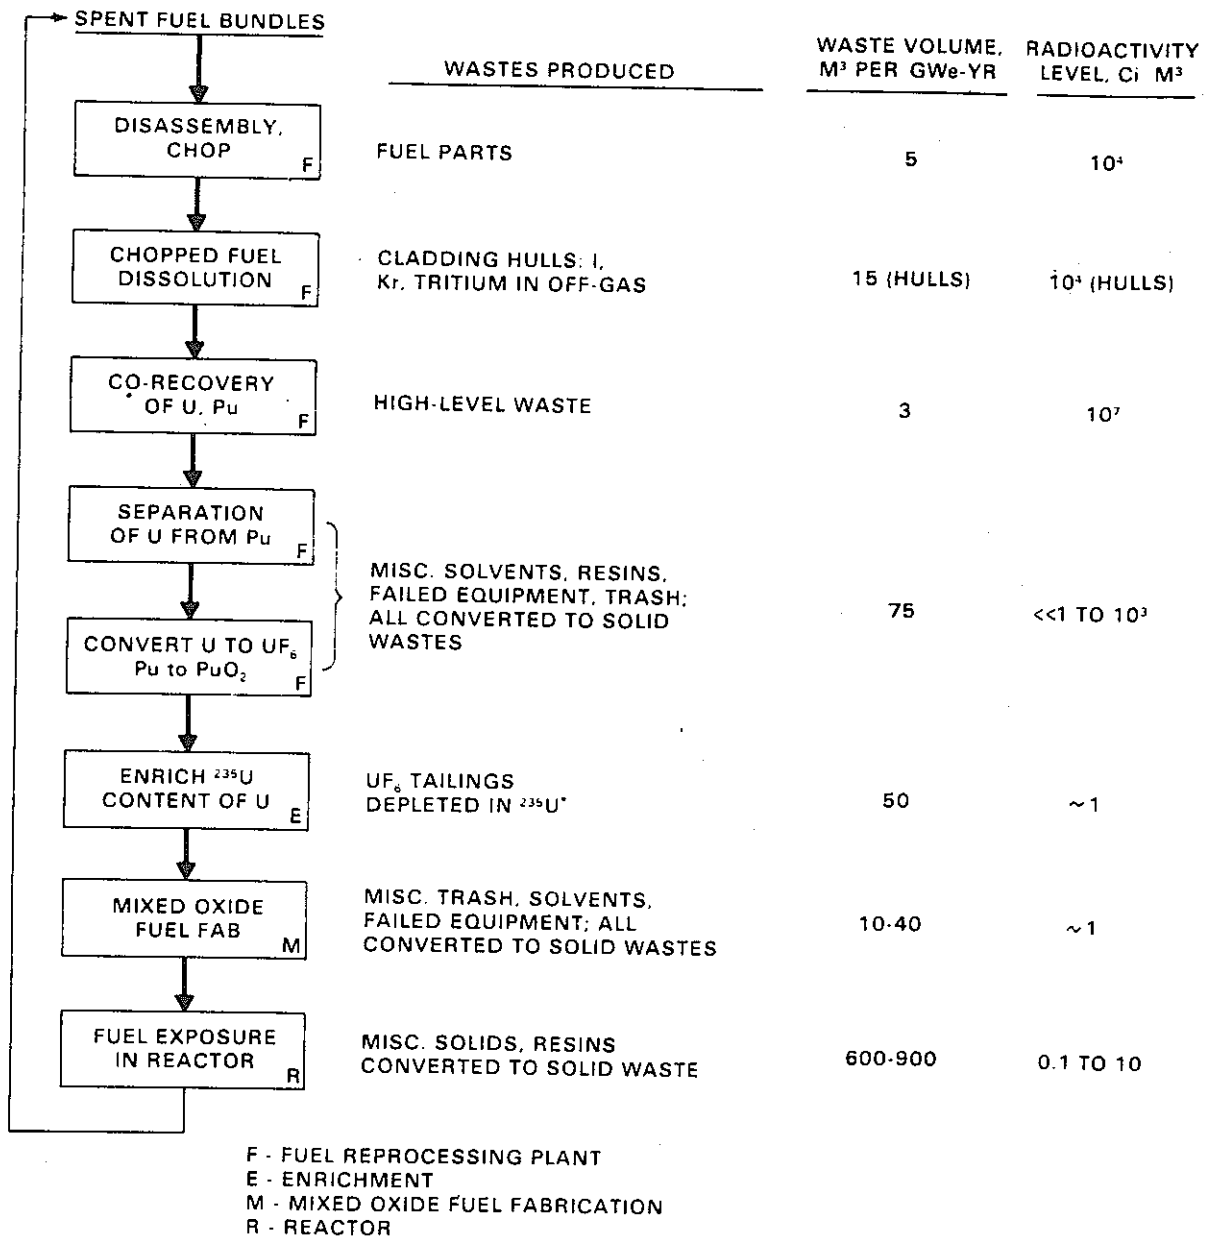 SPENT FUEL BUNDLES
WASTES PRODUCED
WASTE VOLUME,
M³ PER GWe-YR
RADIOACTIVITY
LEVEL, Ci M³
DISASSEMBLY,
CHOP
F
FUEL PARTS
5
10⁴
CHOPPED FUEL
DISSOLUTION
F
CLADDING HULLS: I,
Kr, TRITIUM IN OFF-GAS
15 (HULLS)
10⁴ (HULLS)
CO-RECOVERY
OF U, Pu
F
HIGH-LEVEL WASTE
3
10⁷
SEPARATION
OF U FROM Pu
F
CONVERT U TO UF₆
Pu to PuO₂
F
MISC. SOLVENTS, RESINS,
FAILED EQUIPMENT, TRASH;
ALL CONVERTED TO SOLID
WASTES
75
<<1 TO 10³
ENRICH ²³⁵U
CONTENT OF U
E
UF₆ TAILINGS
DEPLETED IN ²³⁵U*
50
~1
MIXED OXIDE
FUEL FAB
M
MISC. TRASH, SOLVENTS,
FAILED EQUIPMENT; ALL
CONVERTED TO SOLID WASTES
10-40
~1
FUEL EXPOSURE
IN REACTOR
R
MISC. SOLIDS, RESINS
CONVERTED TO SOLID WASTE
600-900
0.1 TO 10
F - FUEL REPROCESSING PLANT
E - ENRICHMENT
M - MIXED OXIDE FUEL FABRICATION
R - REACTOR